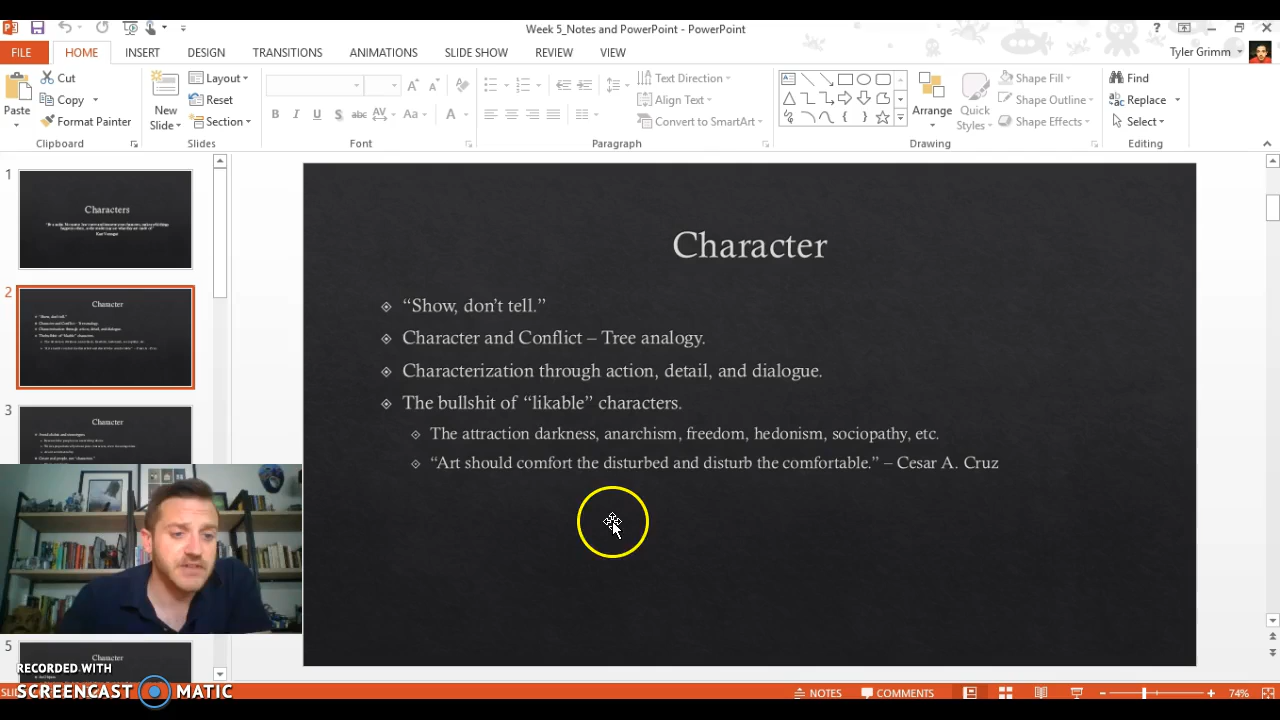 Week 5_Notes and PowerPoint - PowerPoint
Tyler Grimm
FILE HOME INSERT DESIGN TRANSITIONS ANIMATIONS SLIDE SHOW REVIEW VIEW
Paste
Cut
Copy
Format Painter
Clipboard
New Slide
Layout
Reset
Section
Slides
Font
Text Direction
Align Text
Convert to SmartArt
Paragraph
Arrange
Quick Styles
Shape Fill
Shape Outline
Shape Effects
Drawing
Find
Replace
Select
Editing
1
Characters
2
Character
3
Character
5
Character
Character
“Show, don’t tell.”
Character and Conflict – Tree analogy.
Characterization through action, detail, and dialogue.
The bullshit of “likable” characters.
The attraction darkness, anarchism, freedom, hedonism, sociopathy, etc.
“Art should comfort the disturbed and disturb the comfortable.” – Cesar A. Cruz
RECORDED WITH
SCREENCAST MATIC
NOTES COMMENTS 74%